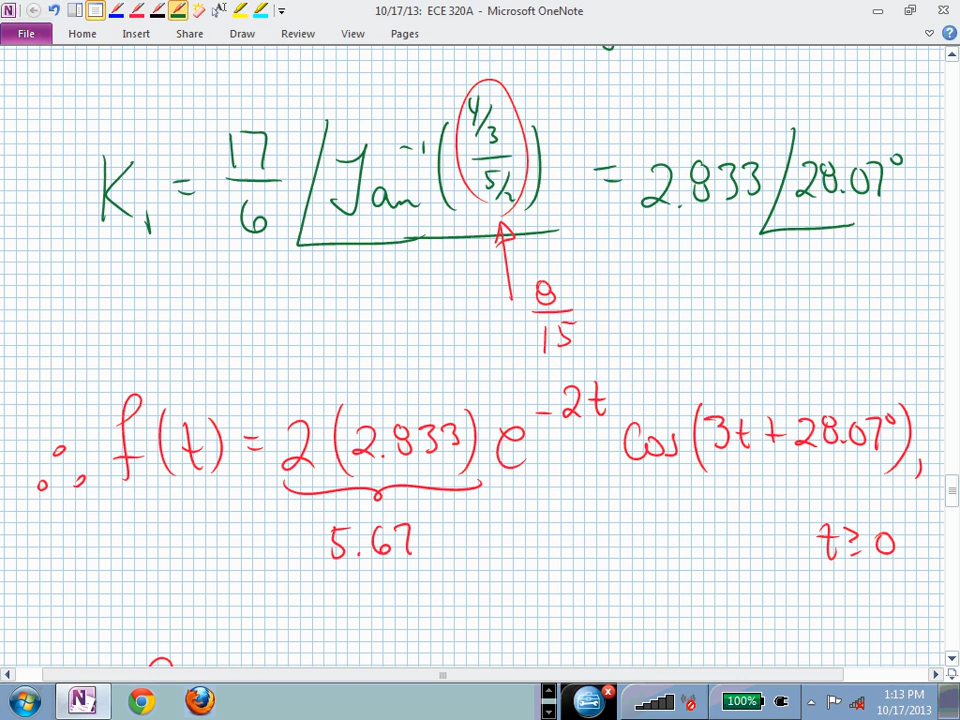 10/17/13: ECE 320A - Microsoft OneNote
File Home Insert Share Draw Review View Pages
K₁ = 17/6 ∠Tan⁻¹((4/3)/(5/2)) = 2.833 ∠28.07°
8/15
∴ f(t) = 2(2.833) e^(-2t) Cos(3t + 28.07°),
5.67
t ≥ 0
100%
1:13 PM
10/17/2013